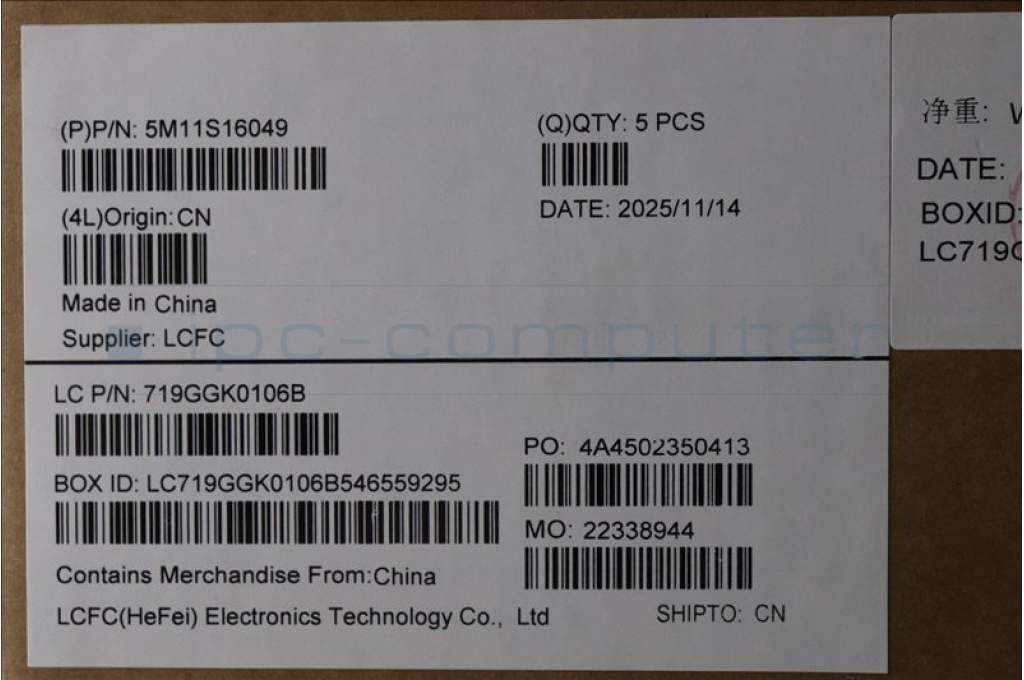 (P)P/N: 5M11S16049
(Q)QTY: 5 PCS
DATE: 2025/11/14
(4L)Origin:CN
Made in China
Supplier: LCFC
ipc-computer
LC P/N: 719GGK0106B
BOX ID: LC719GGK0106B546559295
PO: 4A4502350413
MO: 22338944
Contains Merchandise From:China
LCFC(HeFei) Electronics Technology Co., Ltd
SHIPTO: CN
净重:
DATE:
BOXID:
LC719